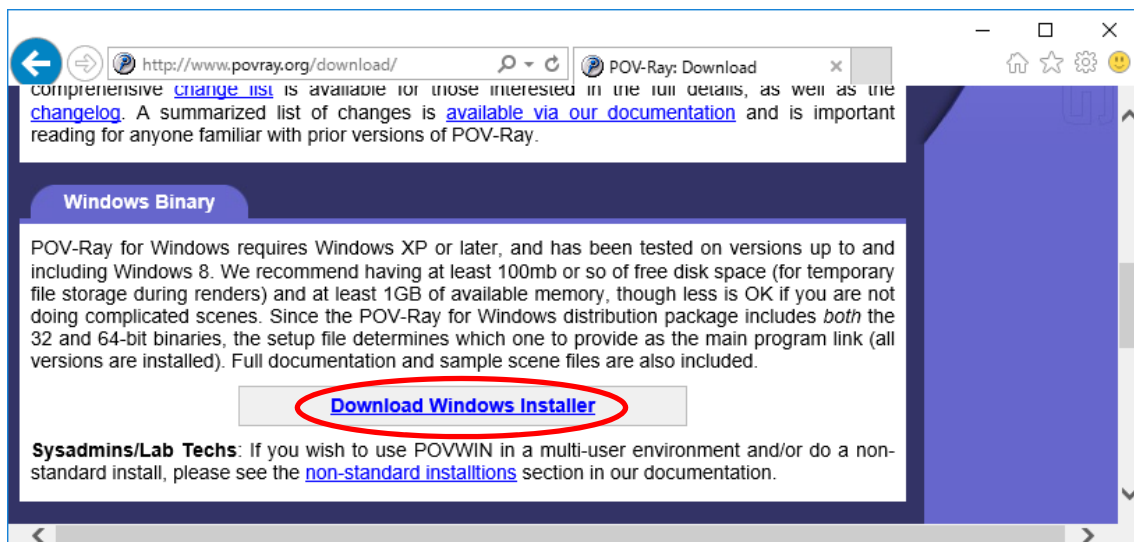 http://www.povray.org/download/
POV-Ray: Download
comprehensive change list is available for those interested in the full details, as well as the
changelog. A summarized list of changes is available via our documentation and is important
reading for anyone familiar with prior versions of POV-Ray.
Windows Binary
POV-Ray for Windows requires Windows XP or later, and has been tested on versions up to and
including Windows 8. We recommend having at least 100mb or so of free disk space (for temporary
file storage during renders) and at least 1GB of available memory, though less is OK if you are not
doing complicated scenes. Since the POV-Ray for Windows distribution package includes both the
32 and 64-bit binaries, the setup file determines which one to provide as the main program link (all
versions are installed). Full documentation and sample scene files are also included.
Download Windows Installer
Sysadmins/Lab Techs: If you wish to use POVWIN in a multi-user environment and/or do a non-
standard install, please see the non-standard installtions section in our documentation.